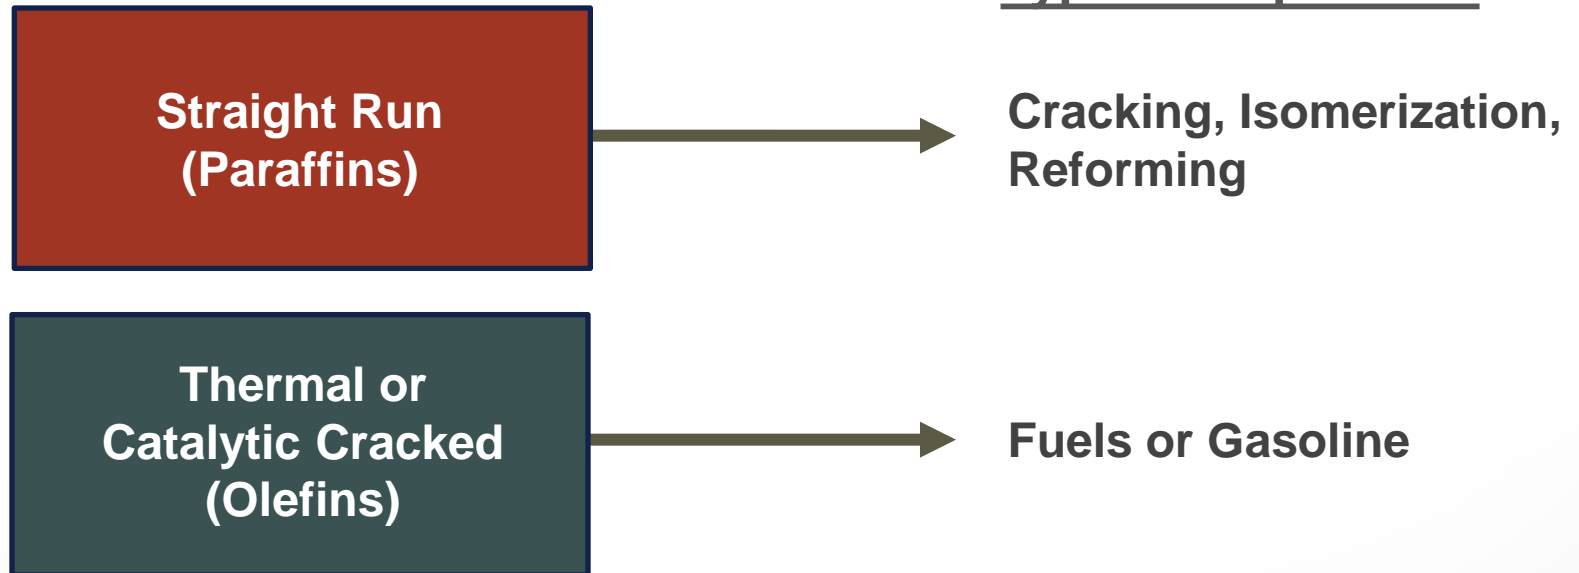 Straight Run
(Paraffins)
Cracking, Isomerization,
Reforming
Thermal or
Catalytic Cracked
(Olefins)
Fuels or Gasoline